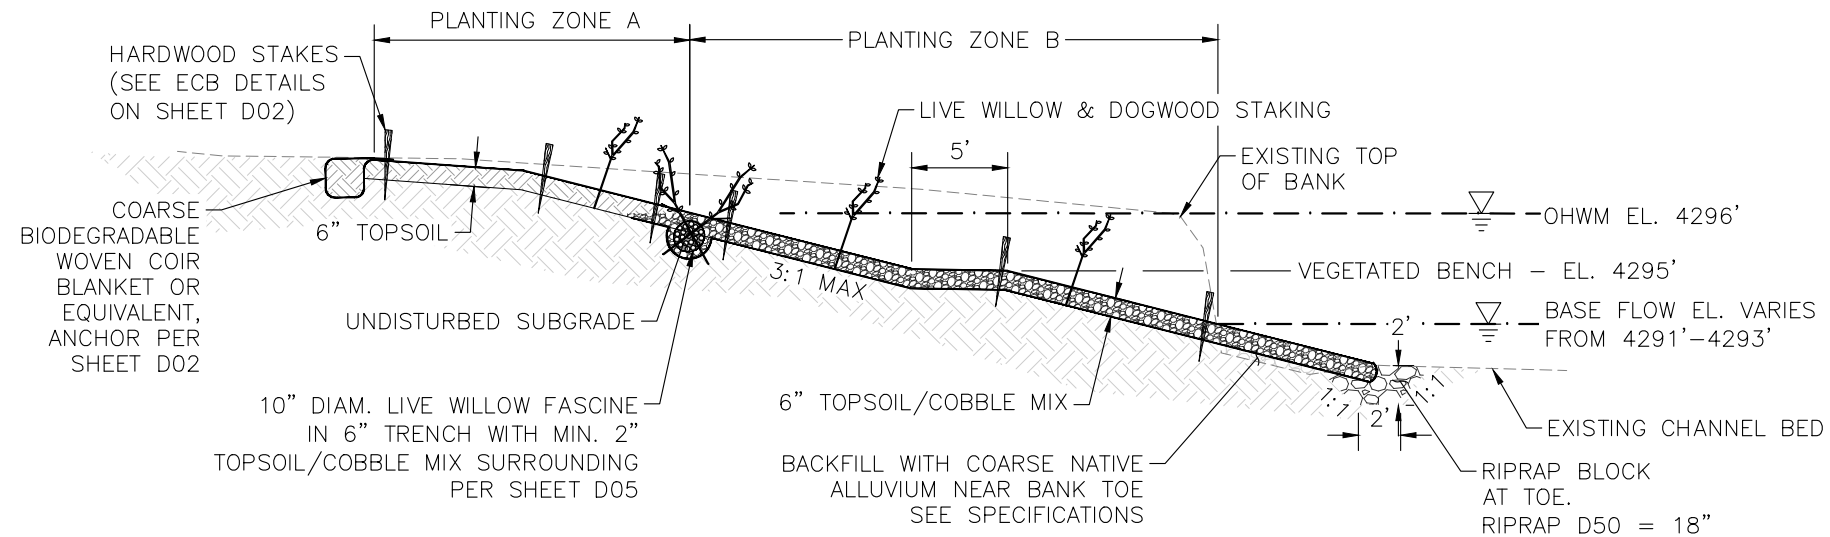 PLANTING ZONE A
PLANTING ZONE B
HARDWOOD STAKES
(SEE ECB DETAILS
ON SHEET D02)
LIVE WILLOW & DOGWOOD STAKING
5'
EXISTING TOP
OF BANK
COARSE
BIODEGRADABLE
WOVEN COIR
BLANKET OR
EQUIVALENT,
ANCHOR PER
SHEET D02
6" TOPSOIL
OHWM EL. 4296'
3:1 MAX
VEGETATED BENCH - EL. 4295'
UNDISTURBED SUBGRADE
BASE FLOW EL. VARIES
FROM 4291'-4293'
2'
1:1
2'
1:1
10" DIAM. LIVE WILLOW FASCINE
IN 6" TRENCH WITH MIN. 2"
TOPSOIL/COBBLE MIX SURROUNDING
PER SHEET D05
6" TOPSOIL/COBBLE MIX
EXISTING CHANNEL BED
BACKFILL WITH COARSE NATIVE
ALLUVIUM NEAR BANK TOE
SEE SPECIFICATIONS
RIPRAP BLOCK
AT TOE.
RIPRAP D50 = 18"